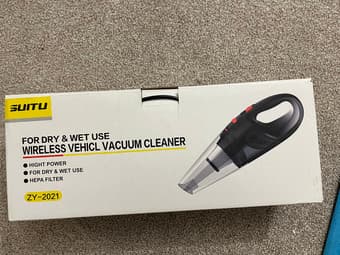 SUITU
FOR DRY & WET USE
WIRELESS VEHICL VACUUM CLEANER
● HIGHT POWER
● FOR DRY & WET USE
● HEPA FILTER
ZY-2021